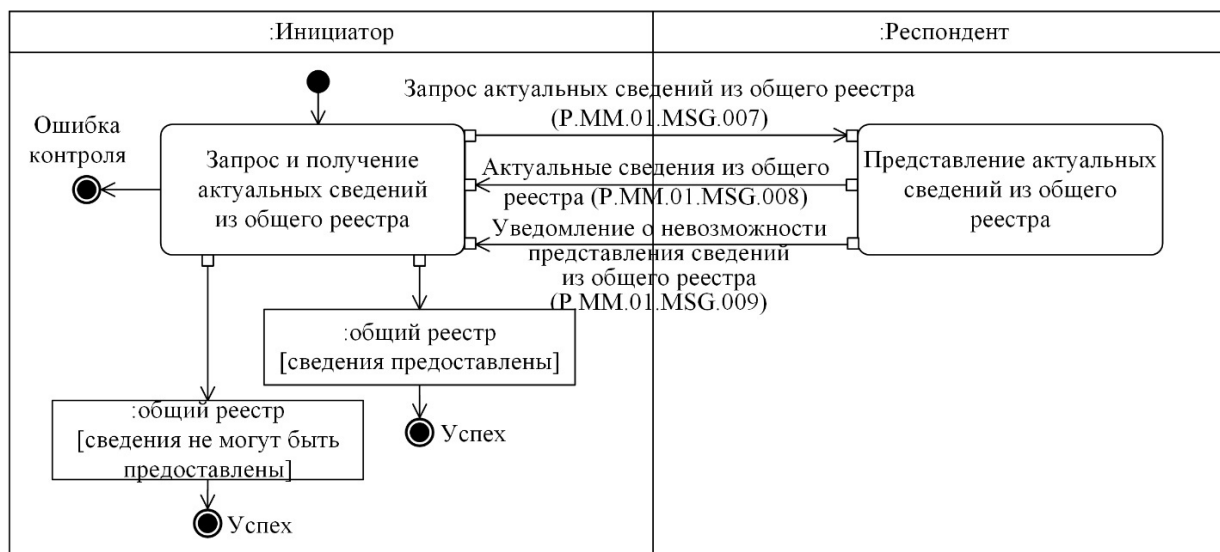 :Инициатор
:Респондент
Запрос актуальных сведений из общего реестра
(P.MM.01.MSG.007)
Ошибка
контроля
Запрос и получение
актуальных сведений
из общего реестра
Актуальные сведения из общего
реестра (P.MM.01.MSG.008)
Представление актуальных
сведений из общего
реестра
Уведомление о невозможности
представления сведений
из общего реестра
(P.MM.01.MSG.009)
:общий реестр
[сведения предоставлены]
:общий реестр
[сведения не могут быть
предоставлены]
Успех
Успех